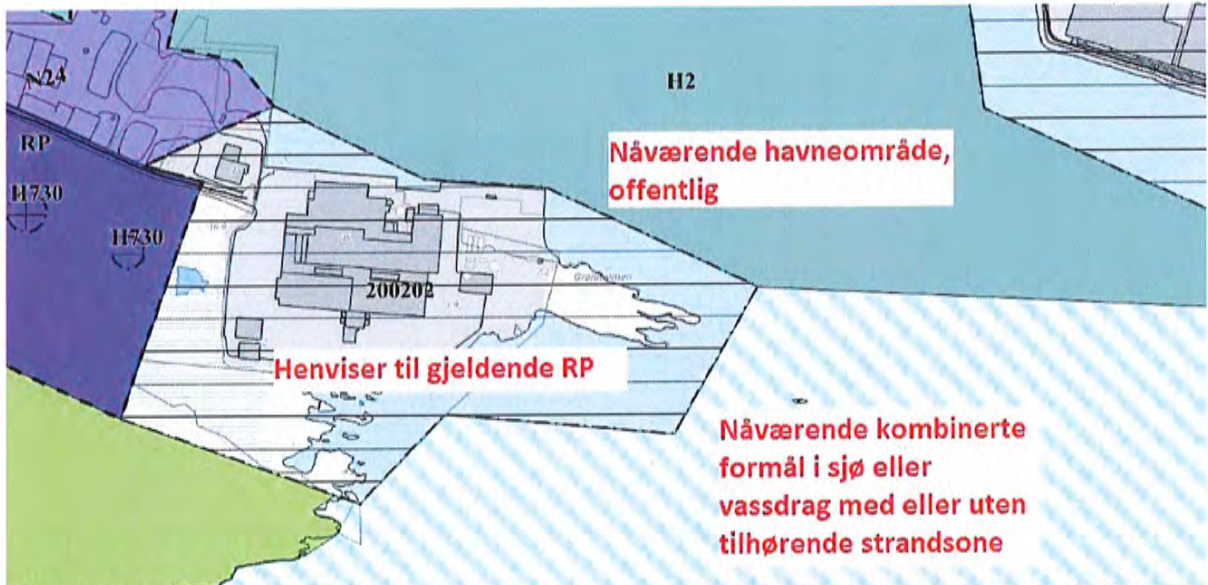 N24
H2
RP
Nåværende havneområde,
offentlig
H730
H730
Grønholmen
200202
Henviser til gjeldende RP
Nåværende kombinerte
formål i sjø eller
vassdrag med eller uten
tilhørende strandsone